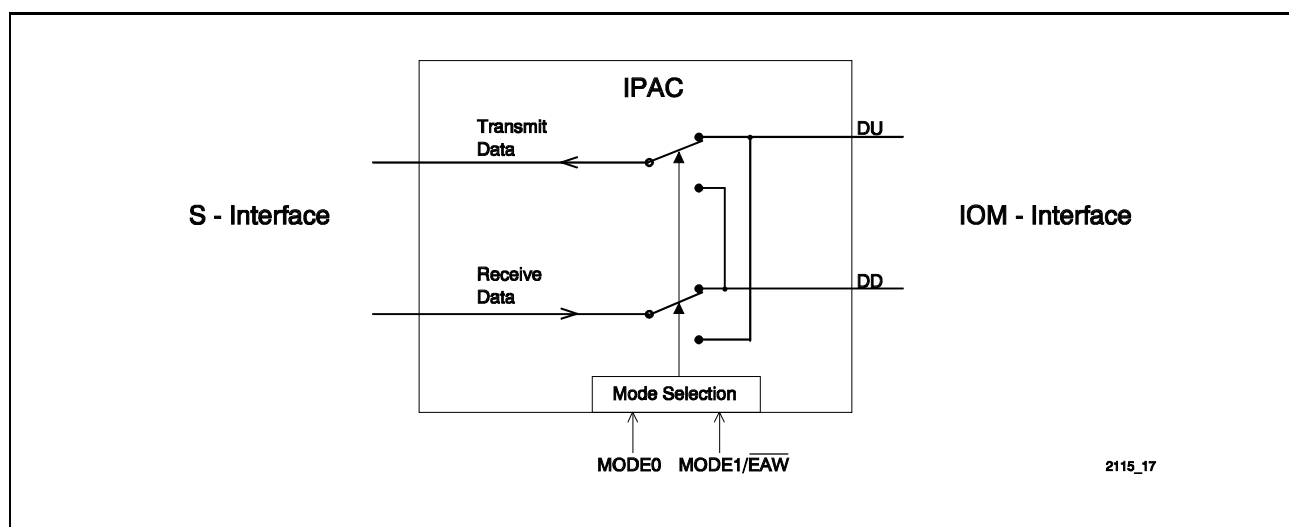 IPAC
Transmit
Data
DU
S - Interface
IOM - Interface
Receive
Data
DD
Mode Selection
MODE0 MODE1/EAW
2115_17